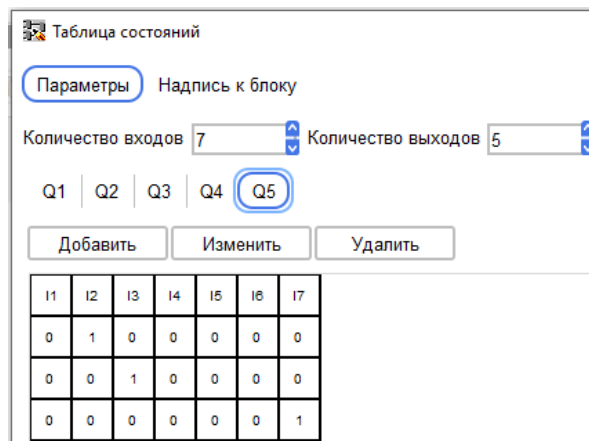 Таблица состояний
Параметры Надпись к блоку
Количество входов 7 Количество выходов 5
Q1 Q2 Q3 Q4 Q5
Добавить Изменить Удалить
I1 I2 I3 I4 I5 I6 I7
0 1 0 0 0 0 0
0 0 1 0 0 0 0
0 0 0 0 0 0 1